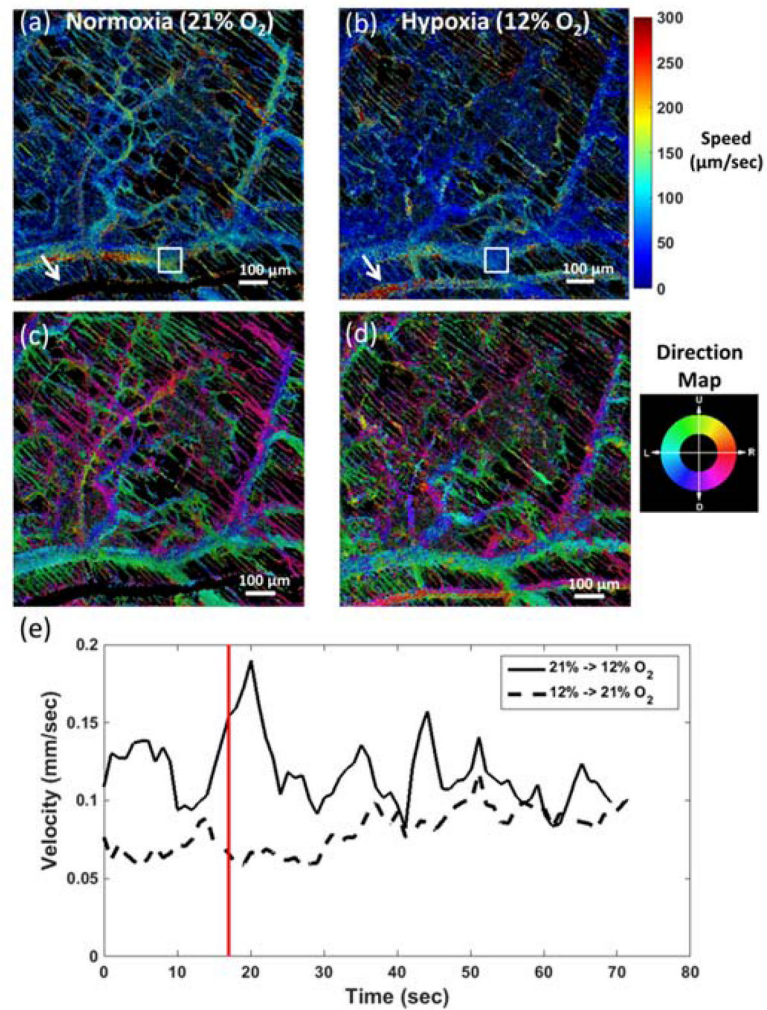 (a) Normoxia (21% O₂)
(b) Hypoxia (12% O₂)
300
250
200
150
100
50
0
Speed
(µm/sec)
100 µm
100 µm
(c)
(d)
Direction
Map
U
L
R
D
100 µm
100 µm
(e)
0.2
0.15
0.1
0.05
0
Velocity (mm/sec)
21% -> 12% O₂
12% -> 21% O₂
0 10 20 30 40 50 60 70 80
Time (sec)